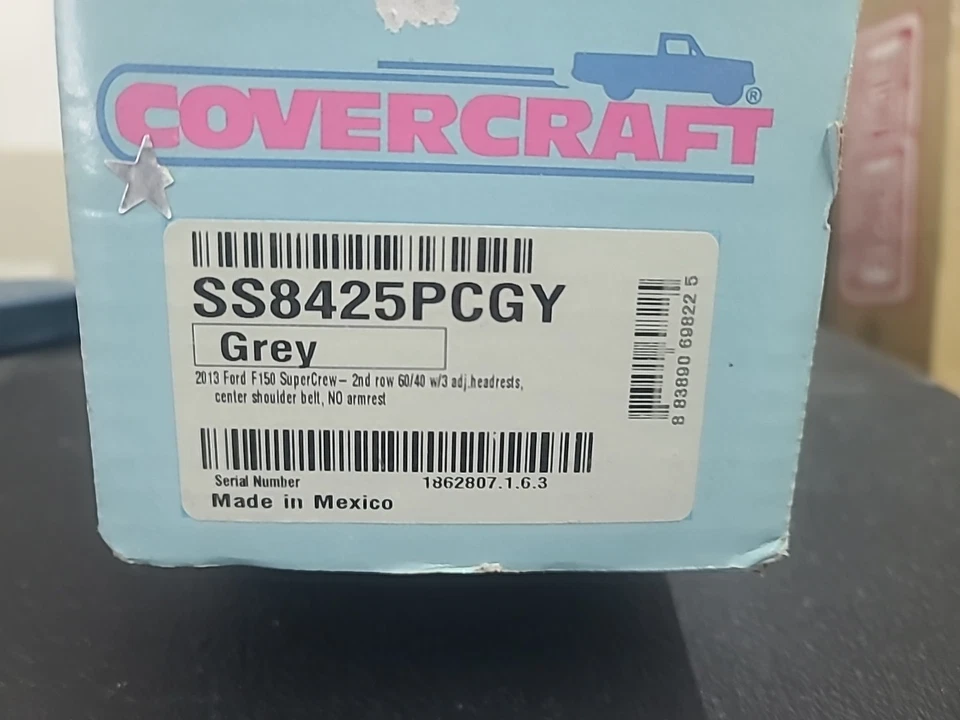 COVERCRAFT®
SS8425PCGY
Grey
2013 Ford F150 SuperCrew– 2nd row 60/40 w/3 adj.headrests,
center shoulder belt, NO armrest
Serial Number 1862807.1.6.3
Made in Mexico
8 83890 69822 5